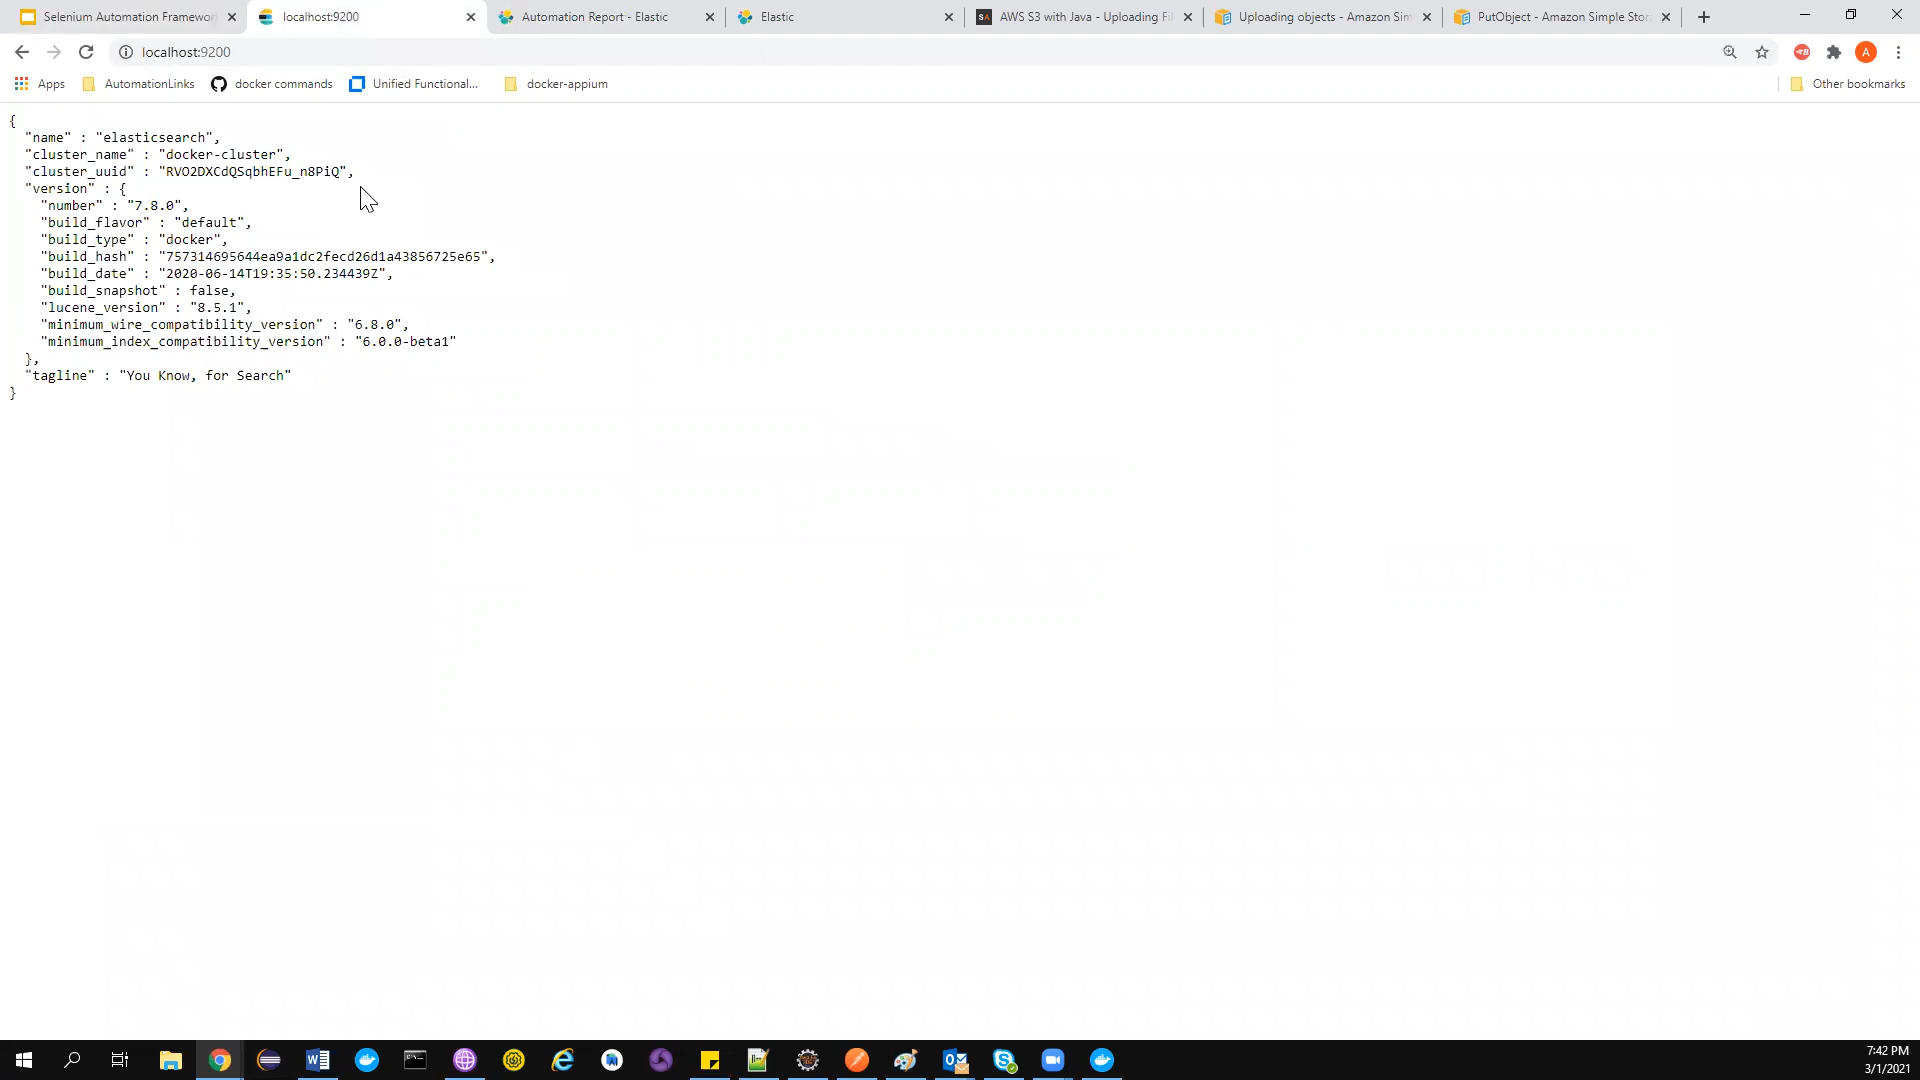 Selenium Automation Framewor
localhost:9200
Automation Report - Elastic
Elastic
AWS S3 with Java - Uploading Fi
Uploading objects - Amazon Sim
PutObject - Amazon Simple Stor
localhost:9200
A
Apps
AutomationLinks
docker commands
Unified Functional...
docker-appium
Other bookmarks
{
"name" : "elasticsearch",
"cluster_name" : "docker-cluster",
"cluster_uuid" : "RVO2DXCdQSqbhEFu_n8PiQ",
"version" : {
"number" : "7.8.0",
"build_flavor" : "default",
"build_type" : "docker",
"build_hash" : "757314695644ea9a1dc2fecd26d1a43856725e65",
"build_date" : "2020-06-14T19:35:50.234439Z",
"build_snapshot" : false,
"lucene_version" : "8.5.1",
"minimum_wire_compatibility_version" : "6.8.0",
"minimum_index_compatibility_version" : "6.0.0-beta1"
},
"tagline" : "You Know, for Search"
}
7:42 PM
3/1/2021